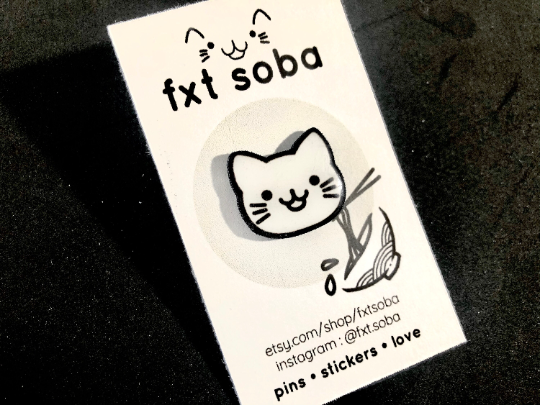 fxt soba
etsy.com/shop/fxtsoba
instagram : @fxt.soba
pins • stickers • love